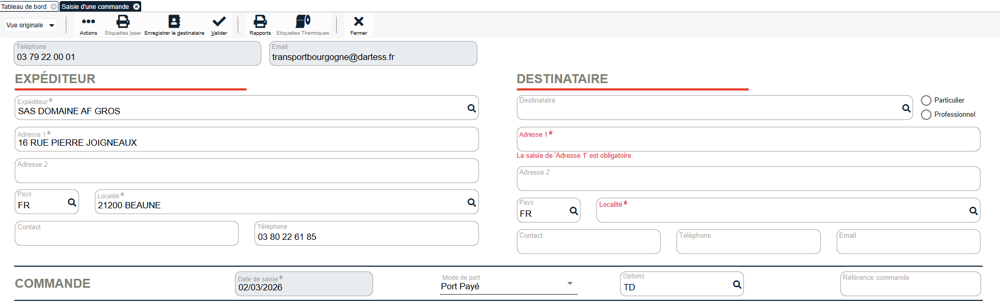 Tableau de bord
Saisie d'une commande
Vue originale
Actions
Etiquettes laser
Enregistrer le destinataire
Valider
Rapports
Etiquettes Thermiques
Fermer
Téléphone
03 79 22 00 01
Email
transportbourgogne@dartess.fr
EXPÉDITEUR
Expéditeur*
SAS DOMAINE AF GROS
Adresse 1*
16 RUE PIERRE JOIGNEAUX
Adresse 2
Pays
FR
Localité*
21200 BEAUNE
Contact
Téléphone
03 80 22 61 85
DESTINATAIRE
Destinataire
Particulier
Professionnel
Adresse 1*
La saisie de 'Adresse 1' est obligatoire.
Adresse 2
Pays
FR
Localité*
Contact
Téléphone
Email
COMMANDE
Date de saisie*
02/03/2026
Mode de port
Port Payé
Options
TD
Référence commande